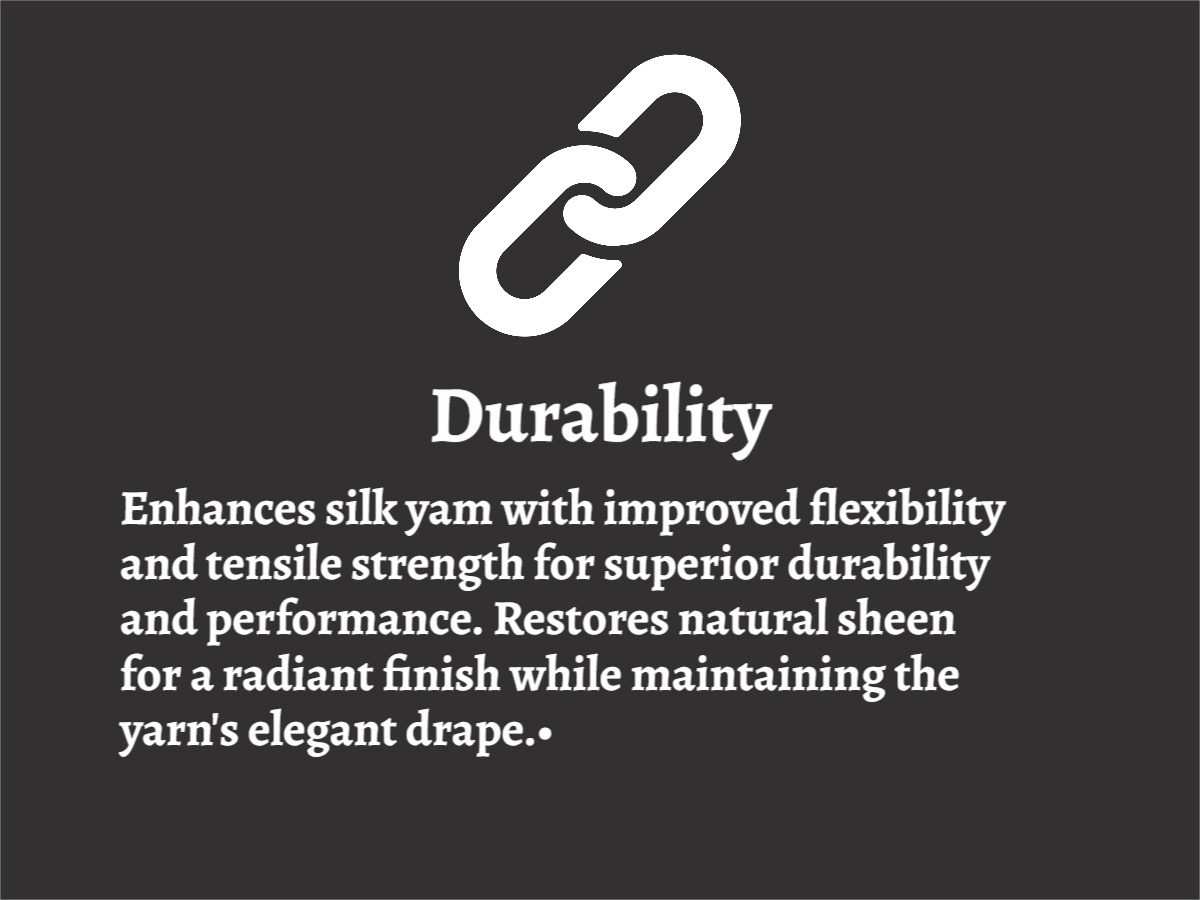 Durability
Enhances silk yam with improved flexibility
and tensile strength for superior durability
and performance. Restores natural sheen
for a radiant finish while maintaining the
yarn's elegant drape.•